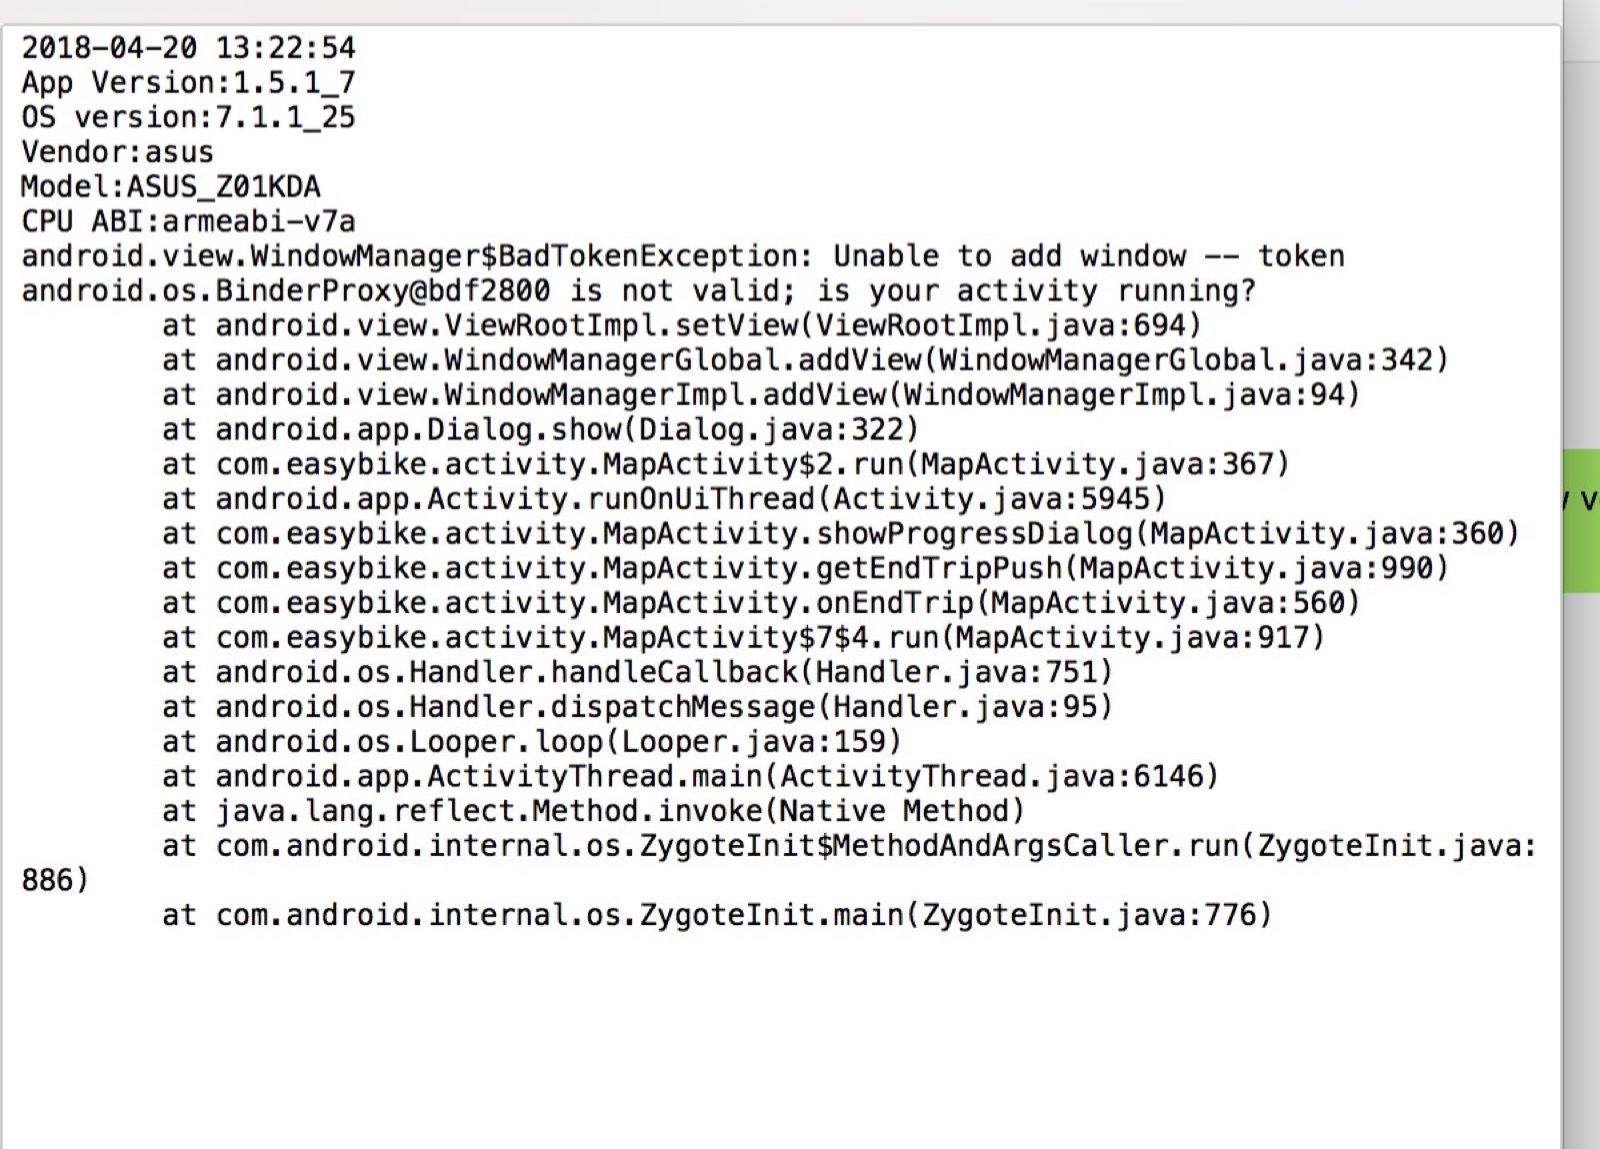 2018-04-20 13:22:54
App Version:1.5.1_7
OS version:7.1.1_25
Vendor:asus
Model:ASUS_Z01KDA
CPU ABI:armeabi-v7a
android.view.WindowManager$BadTokenException: Unable to add window -- token
android.os.BinderProxy@bdf2800 is not valid; is your activity running?
        at android.view.ViewRootImpl.setView(ViewRootImpl.java:694)
        at android.view.WindowManagerGlobal.addView(WindowManagerGlobal.java:342)
        at android.view.WindowManagerImpl.addView(WindowManagerImpl.java:94)
        at android.app.Dialog.show(Dialog.java:322)
        at com.easybike.activity.MapActivity$2.run(MapActivity.java:367)
        at android.app.Activity.runOnUiThread(Activity.java:5945)
        at com.easybike.activity.MapActivity.showProgressDialog(MapActivity.java:360)
        at com.easybike.activity.MapActivity.getEndTripPush(MapActivity.java:990)
        at com.easybike.activity.MapActivity.onEndTrip(MapActivity.java:560)
        at com.easybike.activity.MapActivity$7$4.run(MapActivity.java:917)
        at android.os.Handler.handleCallback(Handler.java:751)
        at android.os.Handler.dispatchMessage(Handler.java:95)
        at android.os.Looper.loop(Looper.java:159)
        at android.app.ActivityThread.main(ActivityThread.java:6146)
        at java.lang.reflect.Method.invoke(Native Method)
        at com.android.internal.os.ZygoteInit$MethodAndArgsCaller.run(ZygoteInit.java:
886)
        at com.android.internal.os.ZygoteInit.main(ZygoteInit.java:776)